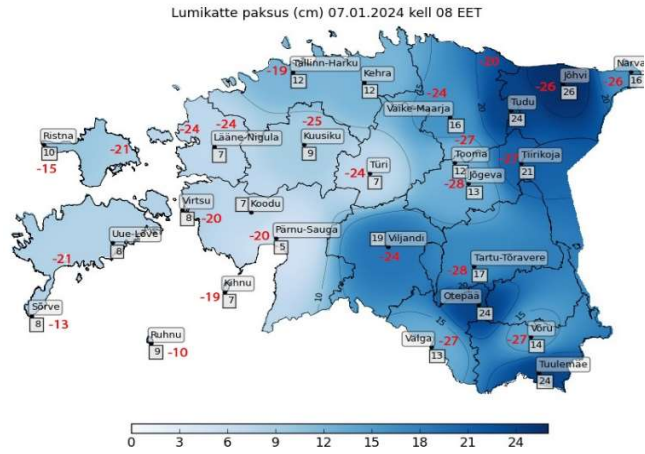 Lumikatte paksus (cm) 07.01.2024 kell 08 EET
-20
-19
Tallinn-Harku
12
Kehra
12
-26
Jõhvi
26
Narva
-26
16
-24
Väike-Maarja
16
Tudu
24
Ristna
10
-15
-21
-24
-24
Lääne-Nigula
7
-25
Kuusiku
9
-27
Tooma
12
-27
Tiirikoja
21
-24
Türi
7
-28
Jõgeva
13
Virtsu
8
-20
7
Koodu
Uue-Lõve
8
-21
Pärnu-Sauga
-20
5
19
Viljandi
-24
Tartu-Tõravere
-28
17
Kihnu
-19
7
10
Otepää
24
20
Sõrve
8
-13
15
15
Ruhnu
9
-10
Valga
-27
13
Võru
-27
14
Tuulemäe
24
0 3 6 9 12 15 18 21 24